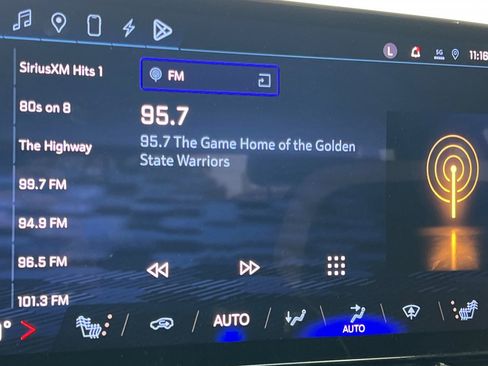 L
5G
11:16
SiriusXM Hits 1
FM
80s on 8
95.7
95.7 The Game Home of the Golden
State Warriors
The Highway
99.7 FM
94.9 FM
96.5 FM
101.3 FM
AUTO
AUTO